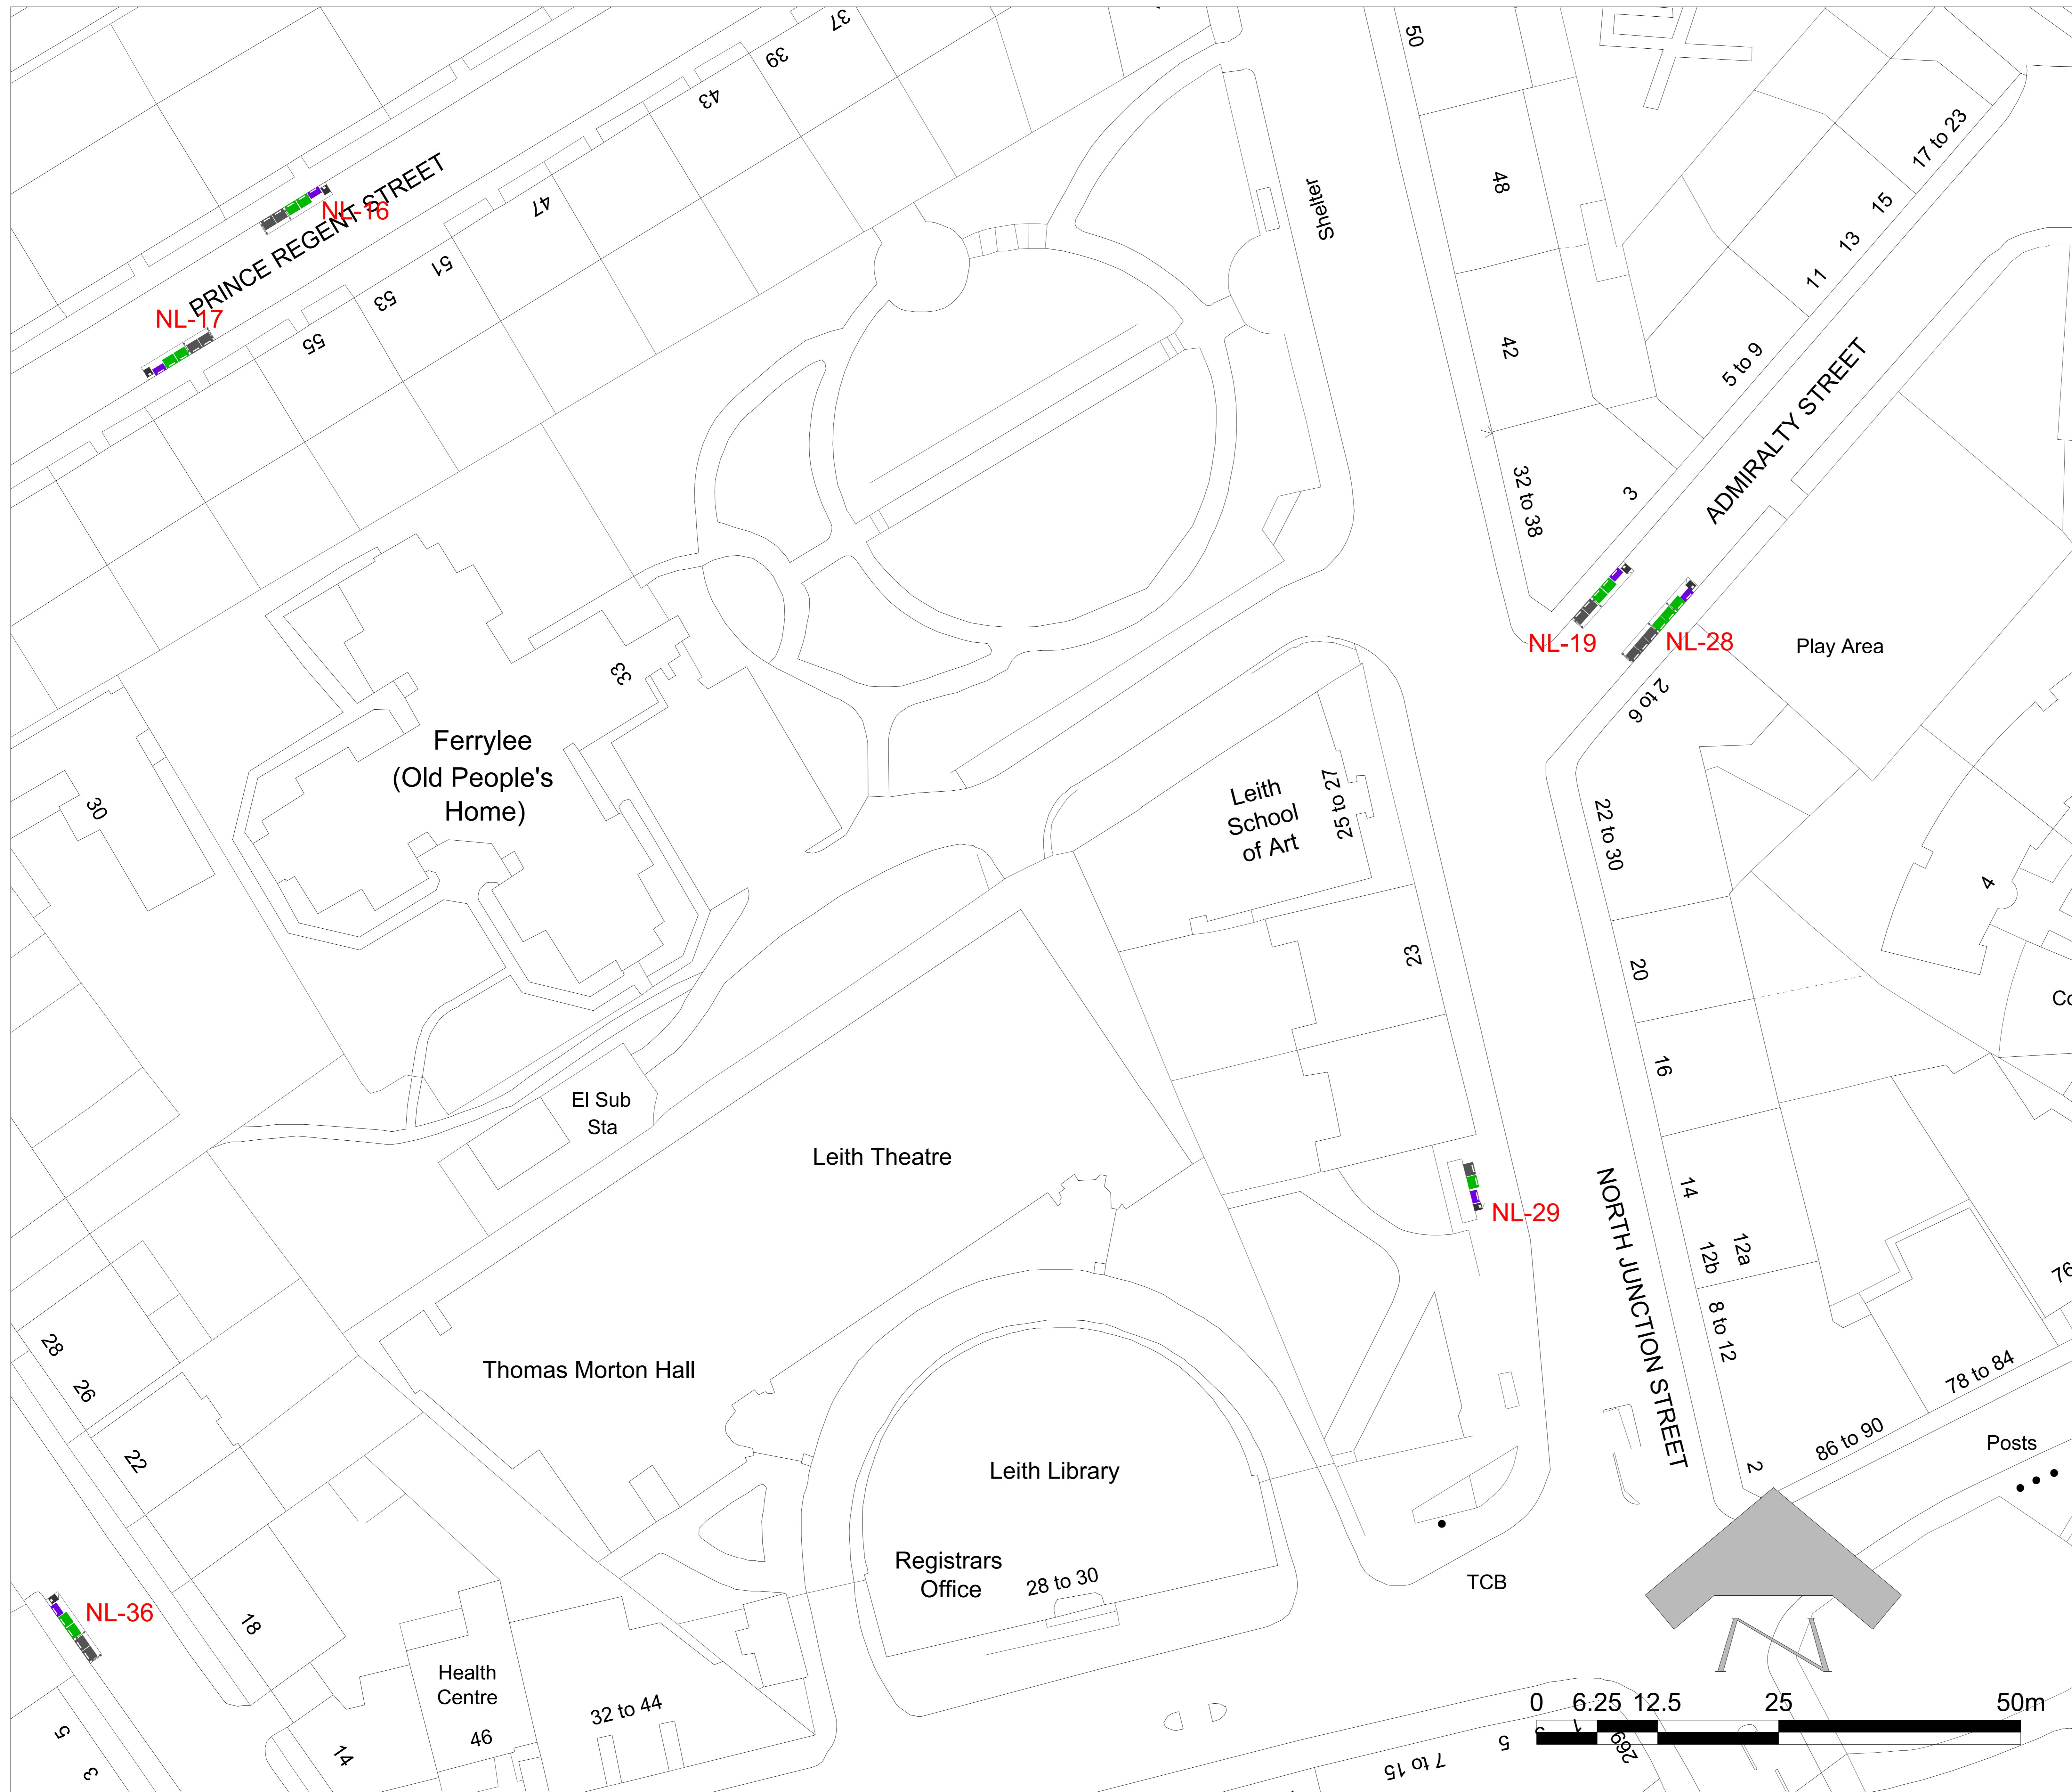 37
39
43
50
17 to 23
PRINCE REGENT STREET
NL-16
47
48
Shelter
15
13
11
51
53
55
NL-17
42
5 to 9
ADMIRALTY STREET
32 to 38
3
NL-19
NL-28
Play Area
2 to 6
33
Ferrylee
(Old People's
Home)
30
Leith
School
of Art
25 to 27
22 to 30
4
23
20
Co
16
El Sub
Sta
Leith Theatre
14
NL-29
NORTH JUNCTION STREET
12b
12a
76
8 to 12
28
26
Thomas Morton Hall
78 to 84
86 to 90
Posts
2
22
Leith Library
Registrars
Office
28 to 30
TCB
NL-36
18
Health
Centre
46
32 to 44
14
5
3
N
0 6.25 12.5 25 50m
5
7 to 15
269